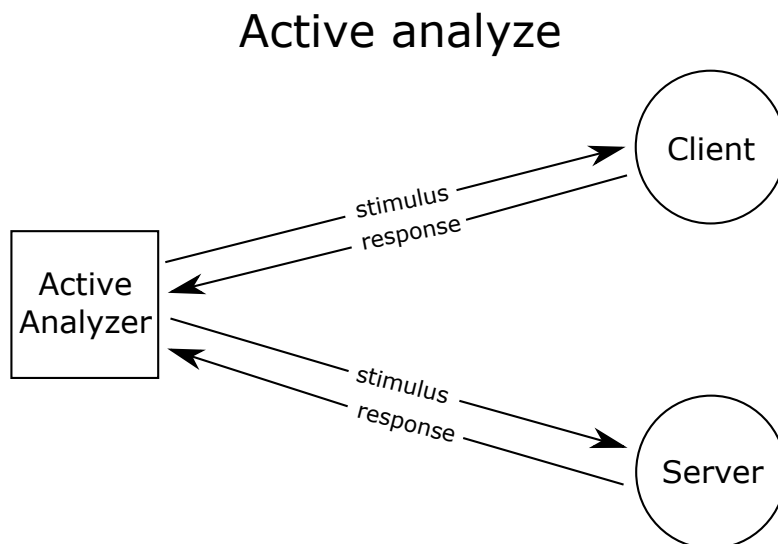 Active analyze
Client
stimulus
response
Active
Analyzer
stimulus
response
Server